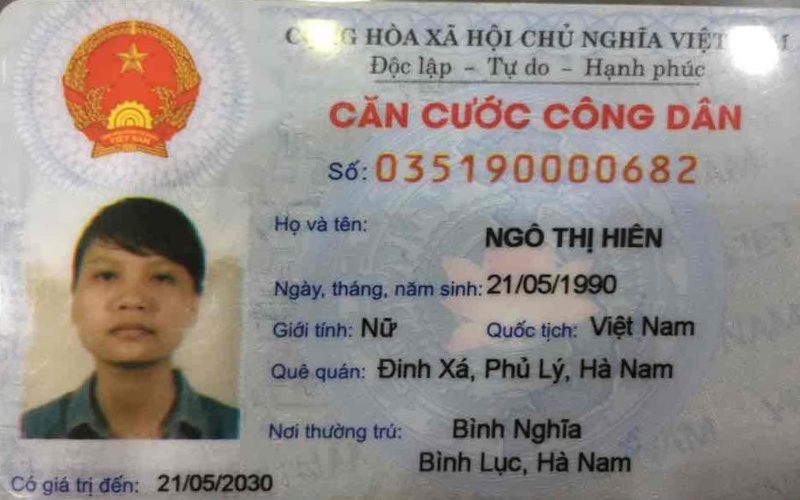 CỘNG HÒA XÃ HỘI CHỦ NGHĨA VIỆT NAM
Độc lập - Tự do - Hạnh phúc
VIỆT NAM
CĂN CƯỚC CÔNG DÂN
Số: 035190000682
Họ và tên: NGÔ THỊ HIÊN
Ngày, tháng, năm sinh: 21/05/1990
Giới tính: Nữ Quốc tịch: Việt Nam
Quê quán: Đinh Xá, Phủ Lý, Hà Nam
Nơi thường trú: Bình Nghĩa
Bình Lục, Hà Nam
Có giá trị đến: 21/05/2030